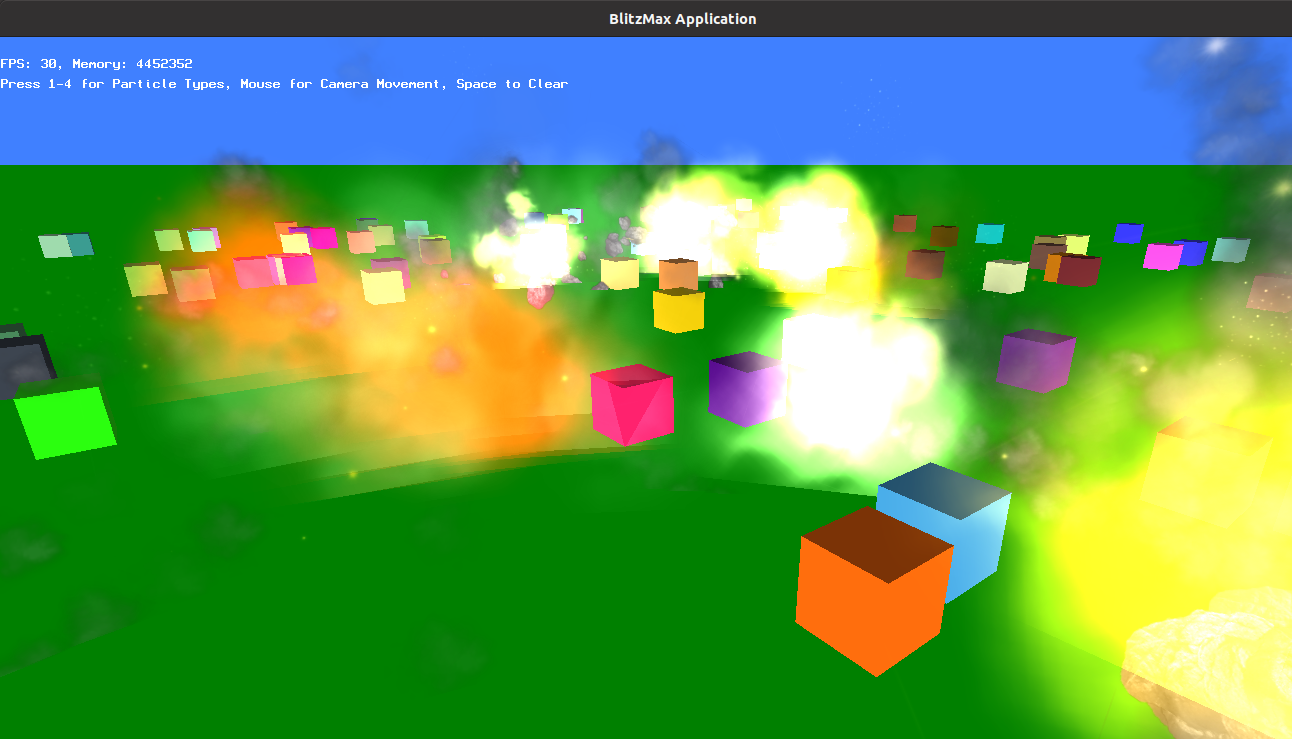 BlitzMax Application
FPS: 30, Memory: 4452352
Press 1-4 for Particle Types, Mouse for Camera Movement, Space to Clear